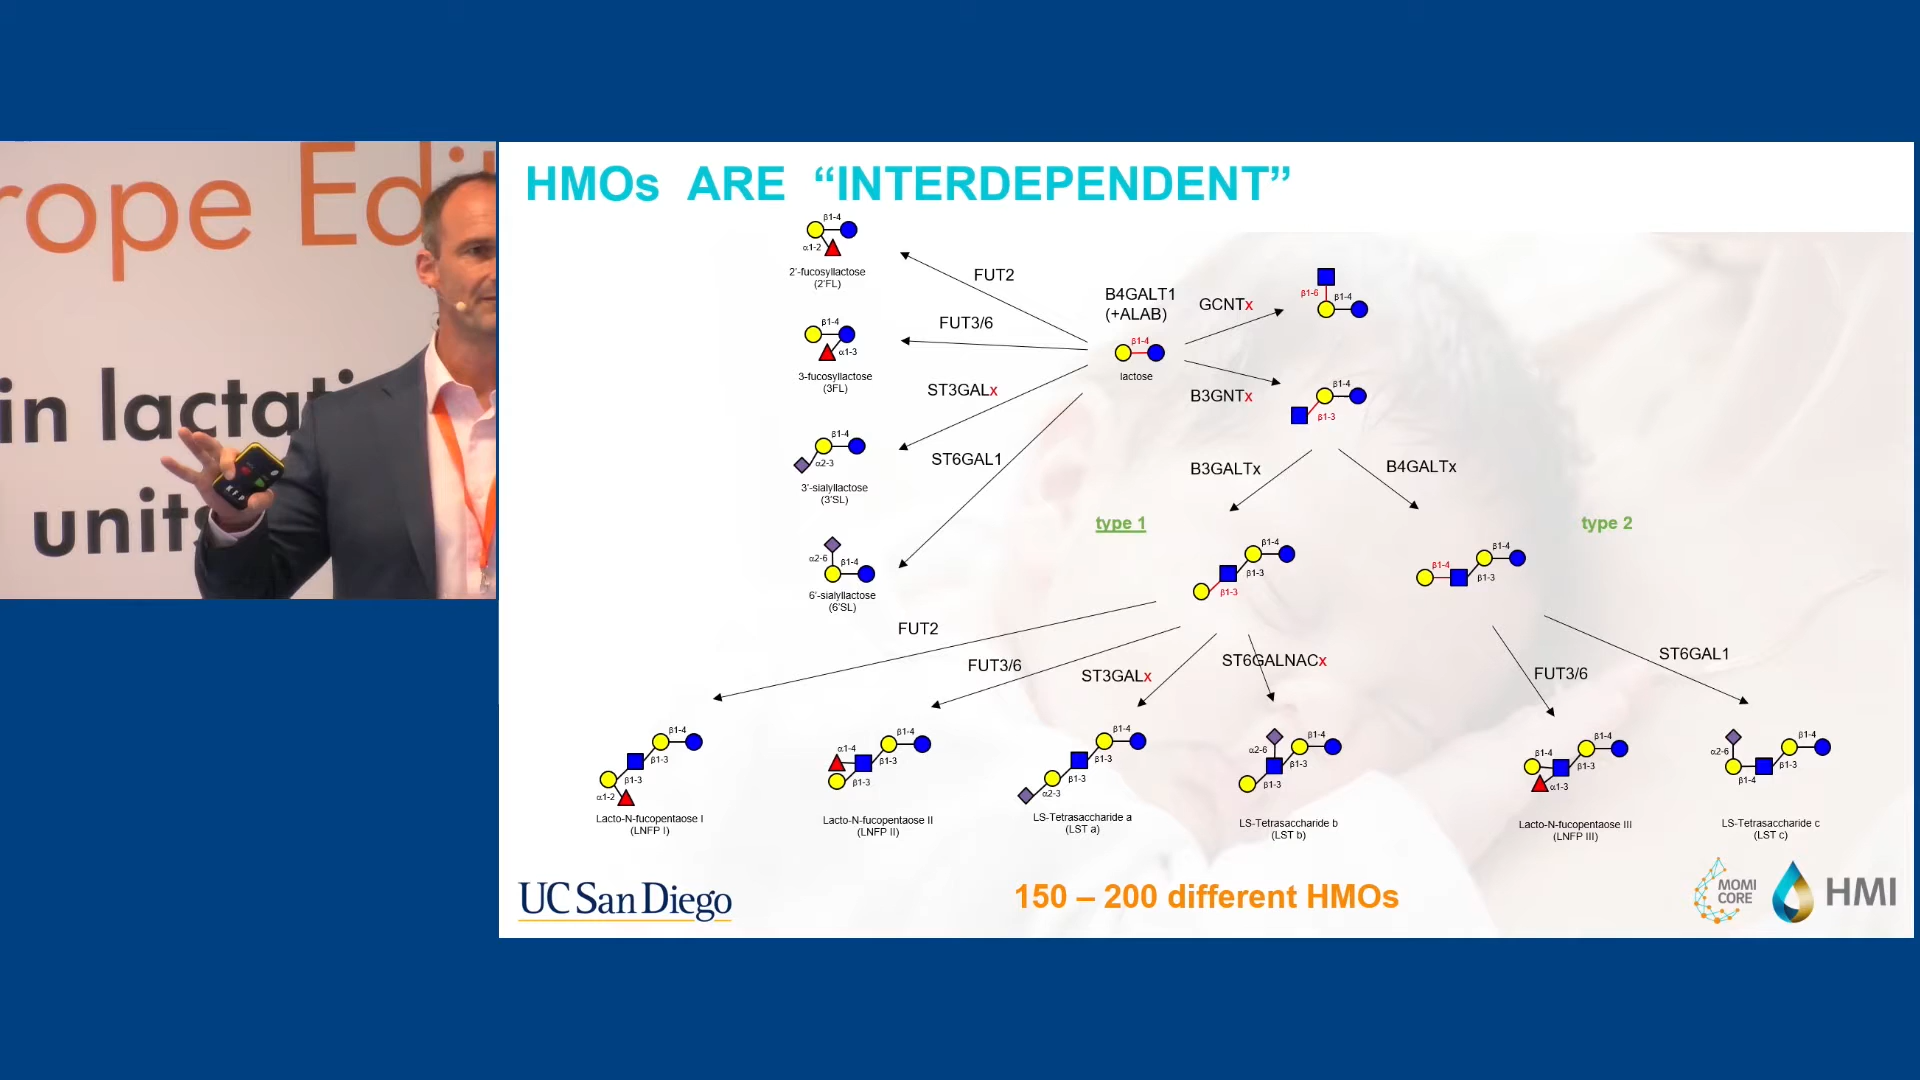 rope Edit
in lactati
units
KFP
HMOs ARE “INTERDEPENDENT”
β1-4
α1-2
2'-fucosyllactose
(2'FL)
β1-4
α1-3
3-fucosyllactose
(3FL)
β1-4
α2-3
3'-sialyllactose
(3'SL)
α2-6
β1-4
6'-sialyllactose
(6'SL)
FUT2
FUT3/6
ST3GALx
ST6GAL1
B4GALT1
(+ALAB)
β1-4
lactose
GCNTx
β1-6
β1-4
B3GNTx
β1-4
β1-3
B3GALTx
B4GALTx
type 1
type 2
β1-4
β1-3
β1-3
β1-4
β1-4
β1-3
FUT2
FUT3/6
ST3GALx
ST6GALNACx
FUT3/6
ST6GAL1
β1-4
β1-3
β1-3
α1-2
Lacto-N-fucopentaose I
(LNFP I)
β1-4
α1-4
β1-3
β1-3
Lacto-N-fucopentaose II
(LNFP II)
β1-4
β1-3
β1-3
α2-3
LS-Tetrasaccharide a
(LST a)
β1-4
α2-6
β1-3
β1-3
LS-Tetrasaccharide b
(LST b)
β1-4
β1-4
β1-3
α1-3
Lacto-N-fucopentaose III
(LNFP III)
β1-4
α2-6
β1-3
β1-4
LS-Tetrasaccharide c
(LST c)
UC San Diego
150 – 200 different HMOs
MOMI
CORE
HMI